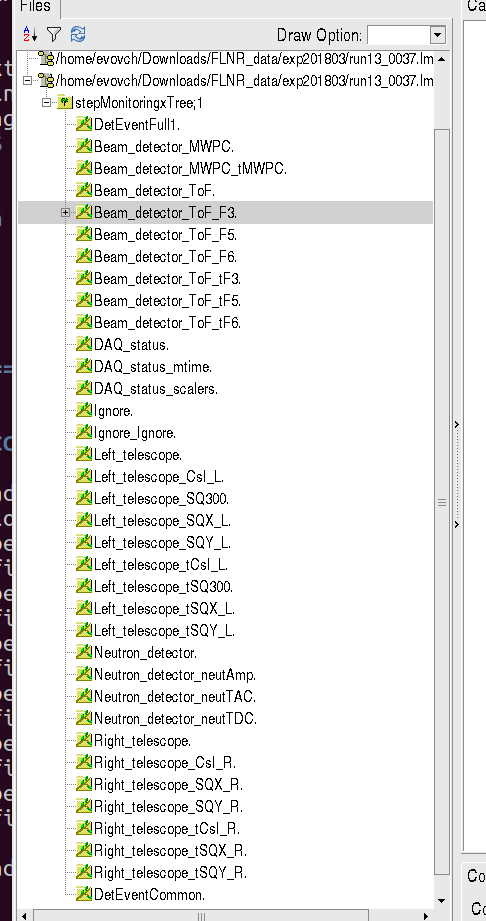 Files
Draw Option:
/home/evovch/Downloads/FLNR_data/exp201803/run13_0037.lm
/home/evovch/Downloads/FLNR_data/exp201803/run13_0037.lm
stepMonitoringxTree;1
DetEventFull1.
Beam_detector_MWPC.
Beam_detector_MWPC_tMWPC.
Beam_detector_ToF.
Beam_detector_ToF_F3.
Beam_detector_ToF_F5.
Beam_detector_ToF_F6.
Beam_detector_ToF_tF3.
Beam_detector_ToF_tF5.
Beam_detector_ToF_tF6.
DAQ_status.
DAQ_status_mtime.
DAQ_status_scalers.
Ignore.
Ignore_Ignore.
Left_telescope.
Left_telescope_CsI_L.
Left_telescope_SQ300.
Left_telescope_SQX_L.
Left_telescope_SQY_L.
Left_telescope_tCsI_L.
Left_telescope_tSQ300.
Left_telescope_tSQX_L.
Left_telescope_tSQY_L.
Neutron_detector.
Neutron_detector_neutAmp.
Neutron_detector_neutTAC.
Neutron_detector_neutTDC.
Right_telescope.
Right_telescope_CsI_R.
Right_telescope_SQX_R.
Right_telescope_SQY_R.
Right_telescope_tCsI_R.
Right_telescope_tSQX_R.
Right_telescope_tSQY_R.
DetEventCommon.
Ca
Co
Co